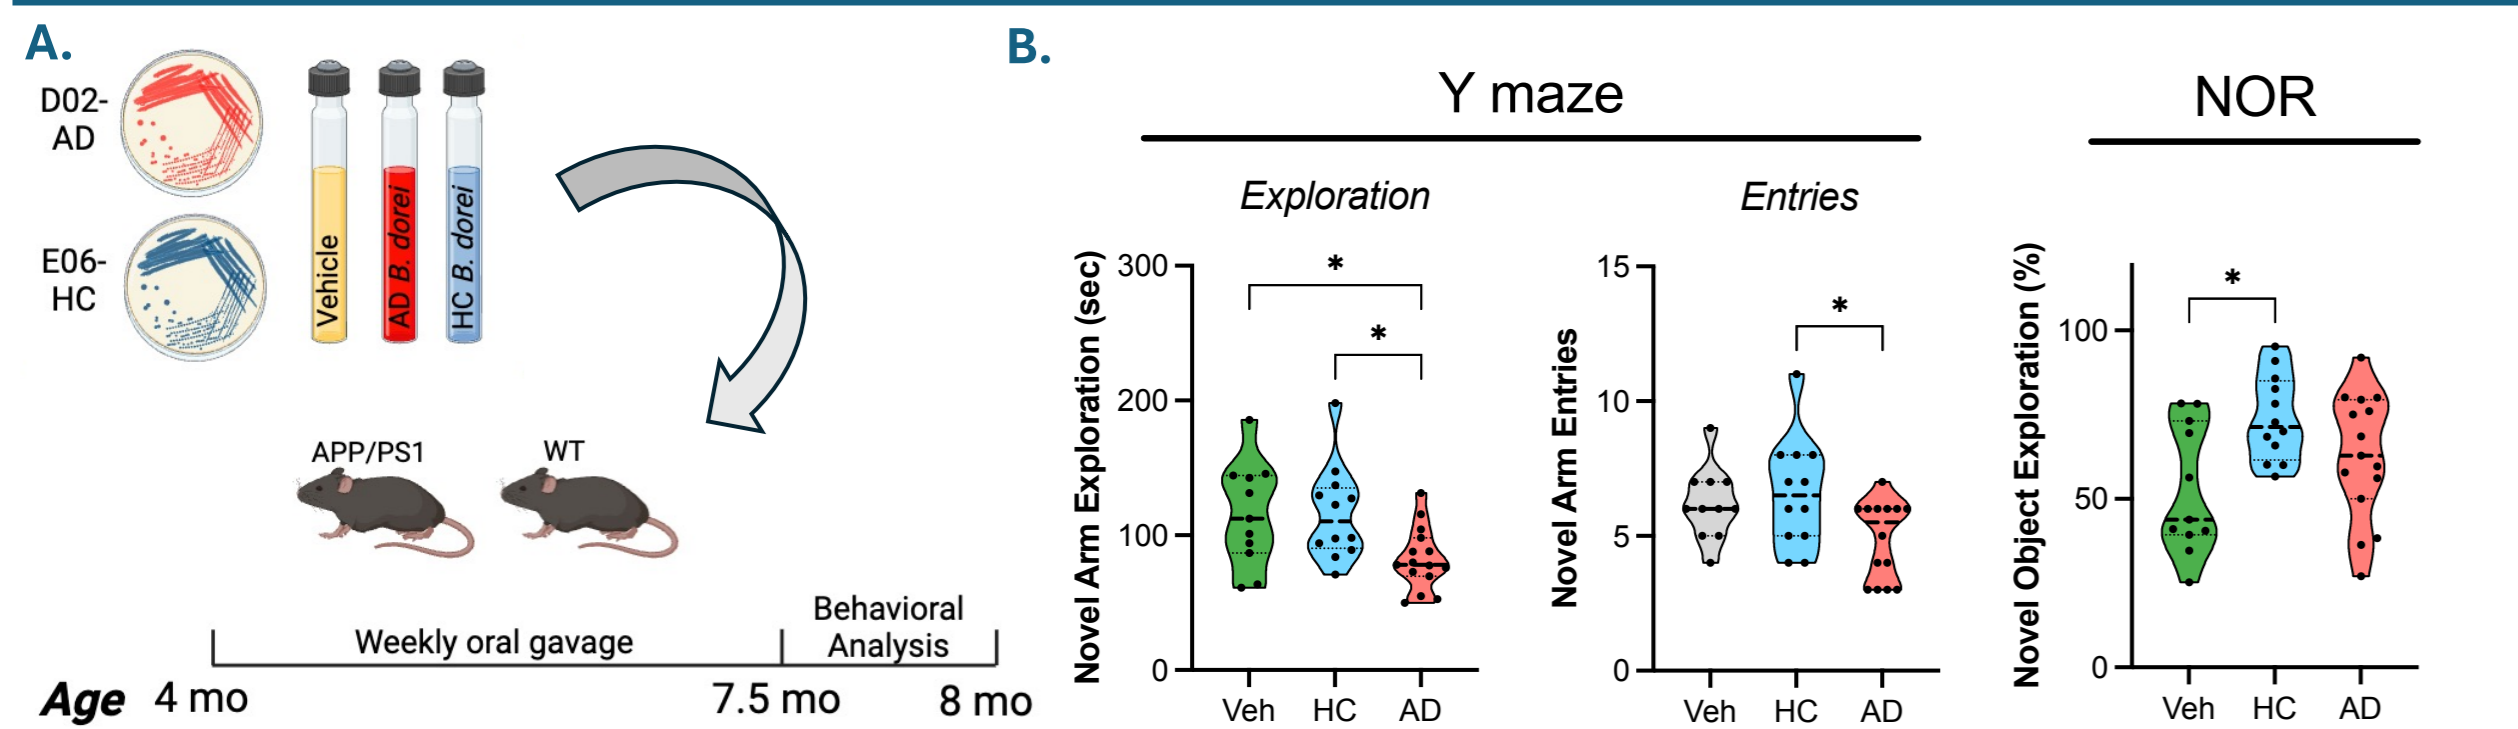 A.
D02-
AD
E06-
HC
Vehicle
AD B. dorei
HC B. dorei
APP/PS1
WT
Weekly oral gavage
Behavioral
Analysis
Age 4 mo 7.5 mo 8 mo
B.
Y maze
Exploration
Novel Arm Exploration (sec)
300
200
100
0
*
*
Veh HC AD
Entries
Novel Arm Entries
15
10
5
0
*
Veh HC AD
NOR
Novel Object Exploration (%)
100
50
0
*
Veh HC AD